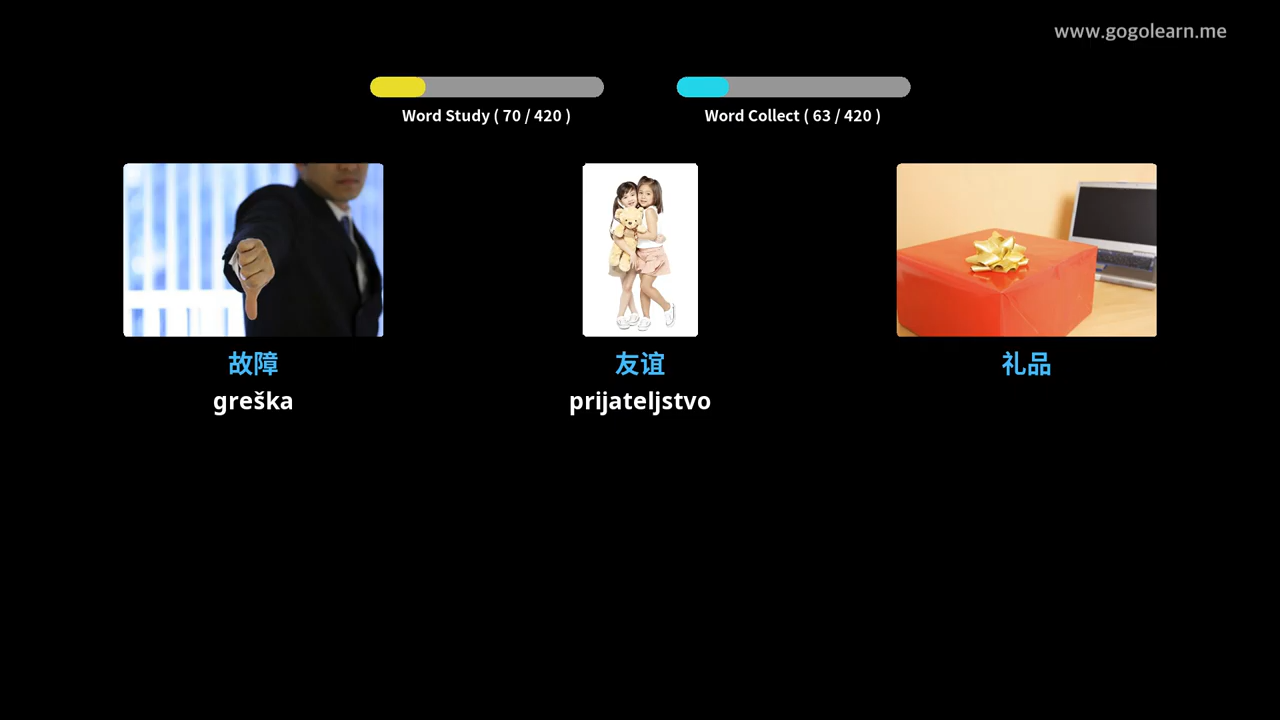 www.gogolearn.me
Word Study ( 70 / 420 )
Word Collect ( 63 / 420 )
故障
友谊
礼品
greška
prijateljstvo